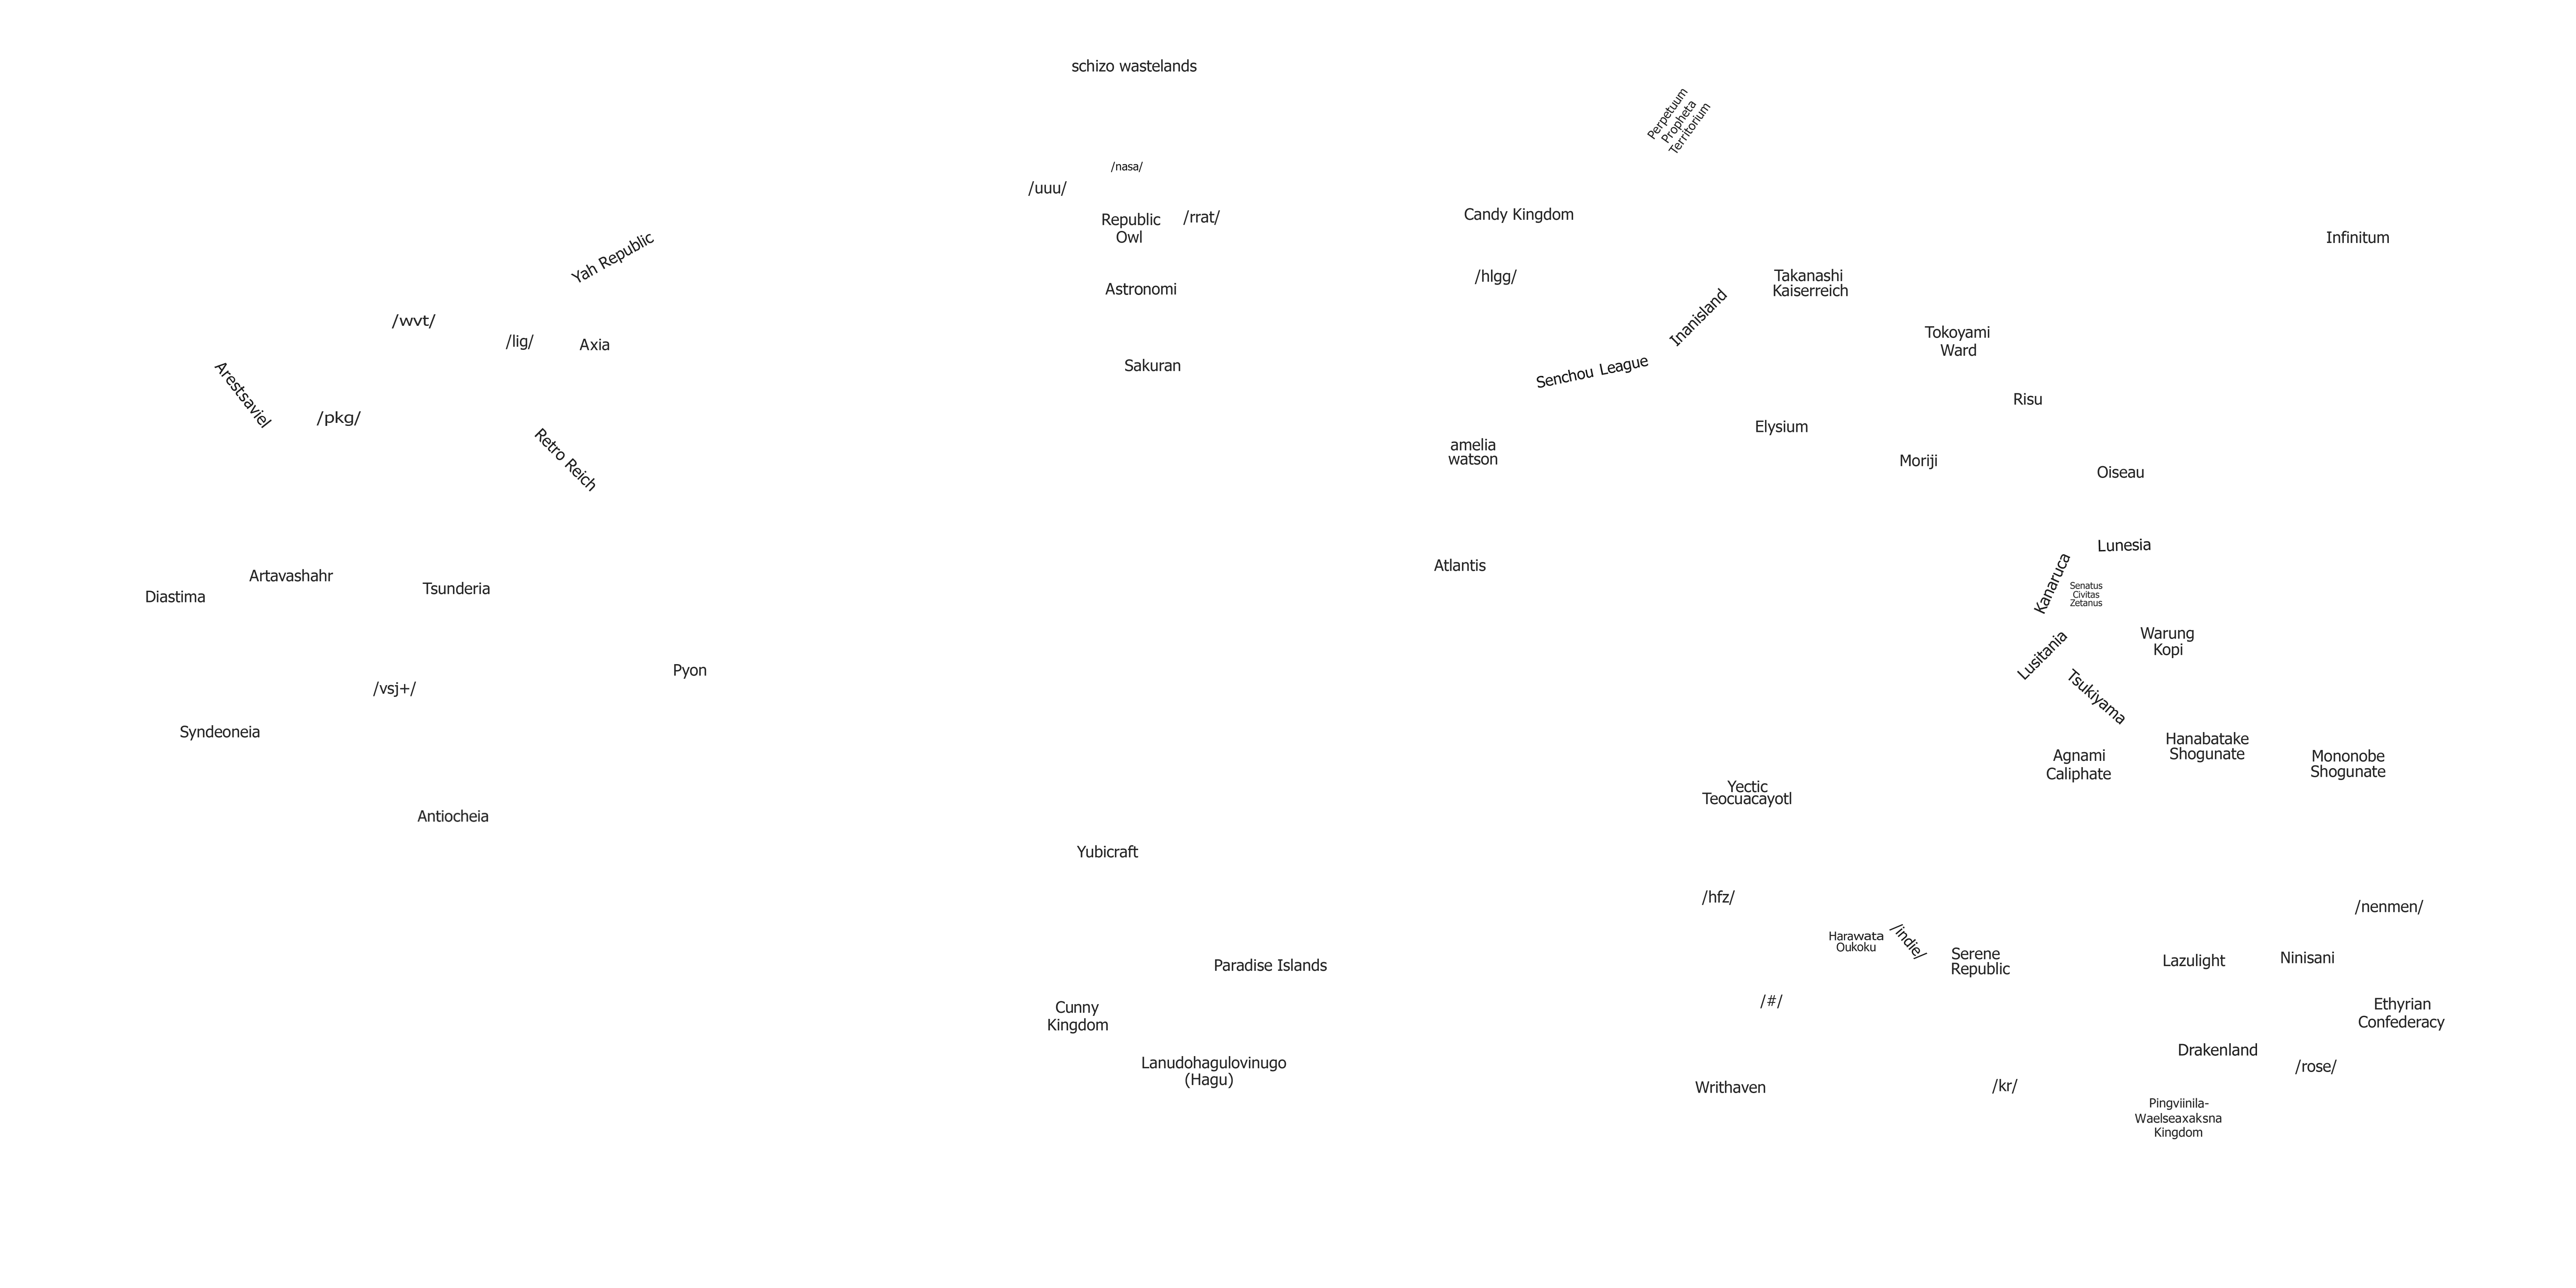 schizo wastelands
Perpetuum
Propheta
Territorium
/nasa/
/uuu/
Republic
Owl
/rrat/
Candy Kingdom
Infinitum
Yah Republic
Astronomi
/hlgg/
Inanisland
Takanashi
Kaiserreich
/wvt/
/lig/
Axia
Tokoyami
Ward
Sakuran
Senchou League
Arestsaviel
/pkg/
Risu
Elysium
Retro Reich
amelia
watson
Moriji
Oiseau
Lunesia
Atlantis
Artavashahr
Diastima
Tsunderia
Kanaruca
Senatus
Civitas
Zetanus
Warung
Kopi
Lusitania
Pyon
/vsj+/
Tsukiyama
Syndeoneia
Hanabatake
Shogunate
Agnami
Caliphate
Mononobe
Shogunate
Yectic
Teocuacayotl
Antiocheia
Yubicraft
/hfz/
/nenmen/
Harawata
Oukoku
/indie/
Serene
Republic
Lazulight
Ninisani
Paradise Islands
/#/
Cunny
Kingdom
Ethyrian
Confederacy
Drakenland
/rose/
Lanudohagulovinugo
(Hagu)
Writhaven
/kr/
Pingviinila-
Waelseaxaksna
Kingdom